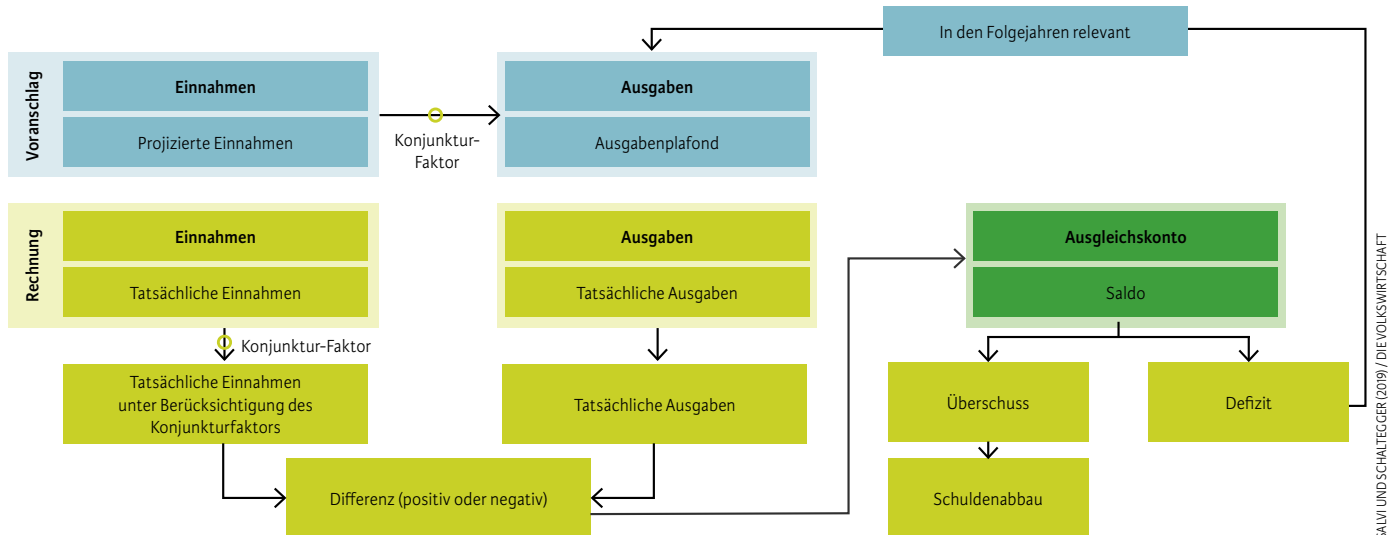 In den Folgejahren relevant
Voranschlag
Einnahmen
Projizierte Einnahmen
Konjunktur-
Faktor
Ausgaben
Ausgabenplafond
Rechnung
Einnahmen
Tatsächliche Einnahmen
Ausgaben
Tatsächliche Ausgaben
Ausgleichskonto
Saldo
Konjunktur-Faktor
Tatsächliche Einnahmen
unter Berücksichtigung des
Konjunkturfaktors
Tatsächliche Ausgaben
Überschuss
Defizit
Differenz (positiv oder negativ)
Schuldenabbau
SALVI UND SCHALTEGGER (2019) / DIE VOLKSWIRTSCHAFT